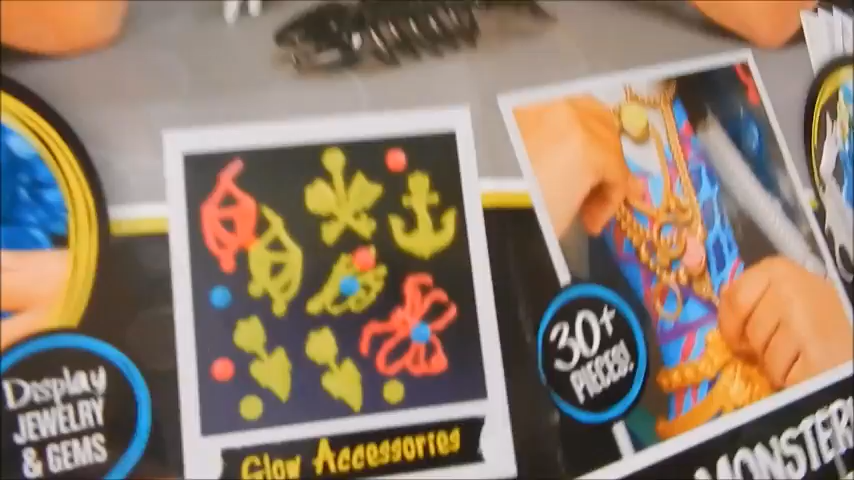 Display
JEWELRY
& GEMS
Glow Accessories
30+
PIECES!
MONSTER